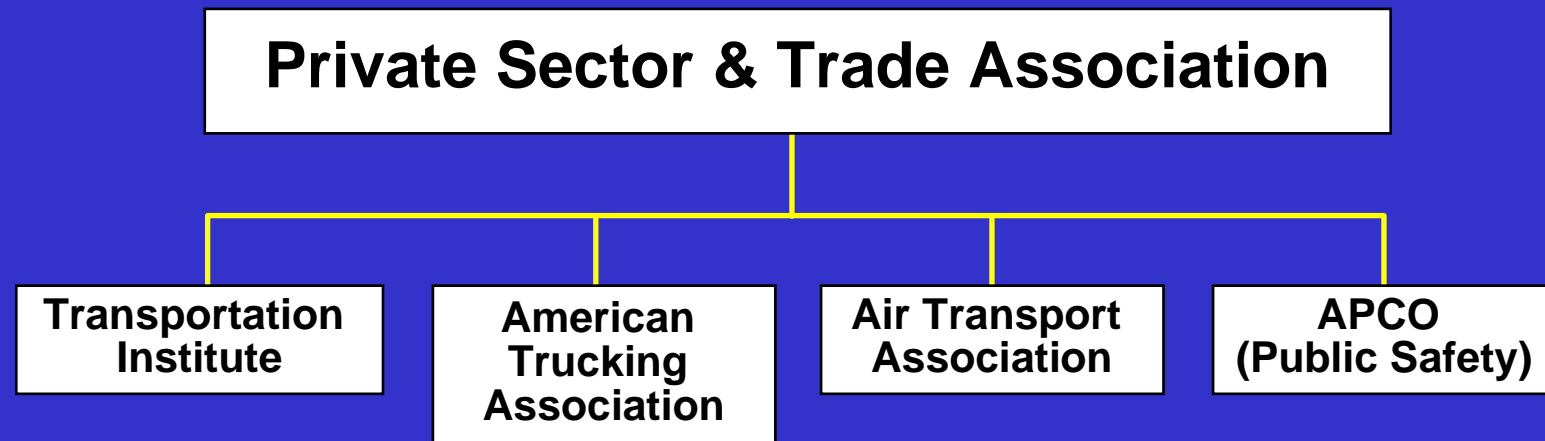 Private Sector & Trade Association
Transportation
Institute
American
Trucking
Association
Air Transport
Association
APCO
(Public Safety)